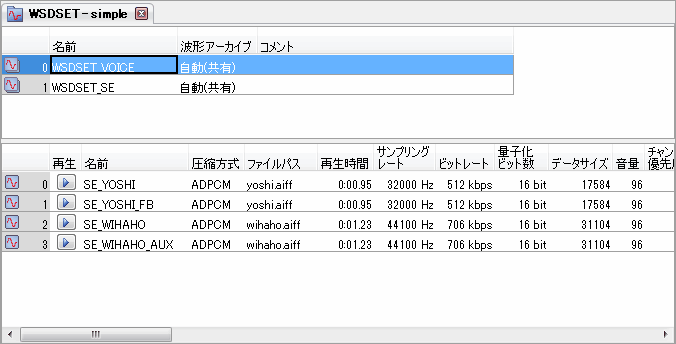 WSDSET-simple
名前 波形アーカイブ コメント
0 WSDSET_VOICE 自動(共有)
1 WSDSET_SE 自動(共有)
再生 名前 圧縮方式 ファイルパス 再生時間 サンプリングレート ビットレート 量子化ビット数 データサイズ 音量 チャン優先
0 SE_YOSHI ADPCM yoshi.aiff 0:00.95 32000 Hz 512 kbps 16 bit 17584 96
1 SE_YOSHI_FB ADPCM yoshi.aiff 0:00.95 32000 Hz 512 kbps 16 bit 17584 96
2 SE_WIHAHO ADPCM wihaho.aiff 0:01.23 44100 Hz 706 kbps 16 bit 31104 96
3 SE_WIHAHO_AUX ADPCM wihaho.aiff 0:01.23 44100 Hz 706 kbps 16 bit 31104 96